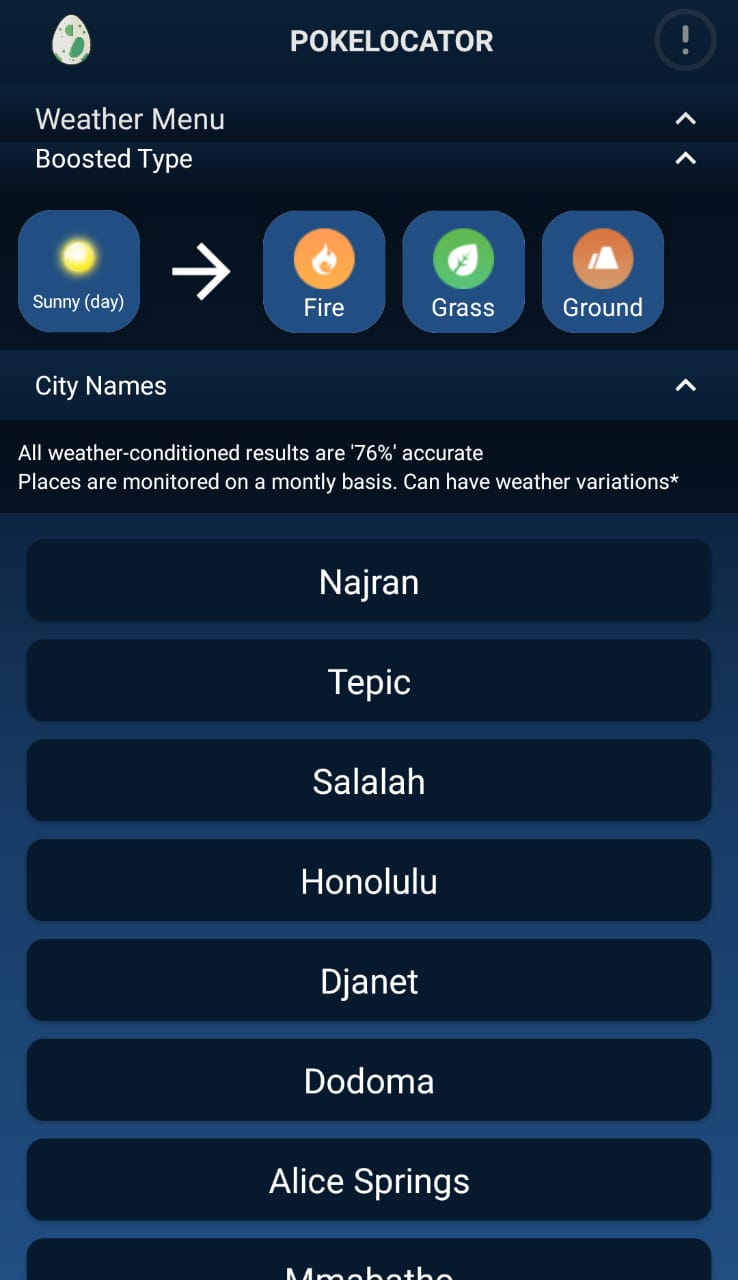 POKELOCATOR
Weather Menu
Boosted Type
Sunny (day)
Fire
Grass
Ground
City Names
All weather-conditioned results are '76%' accurate
Places are monitored on a montly basis. Can have weather variations*
Najran
Tepic
Salalah
Honolulu
Djanet
Dodoma
Alice Springs